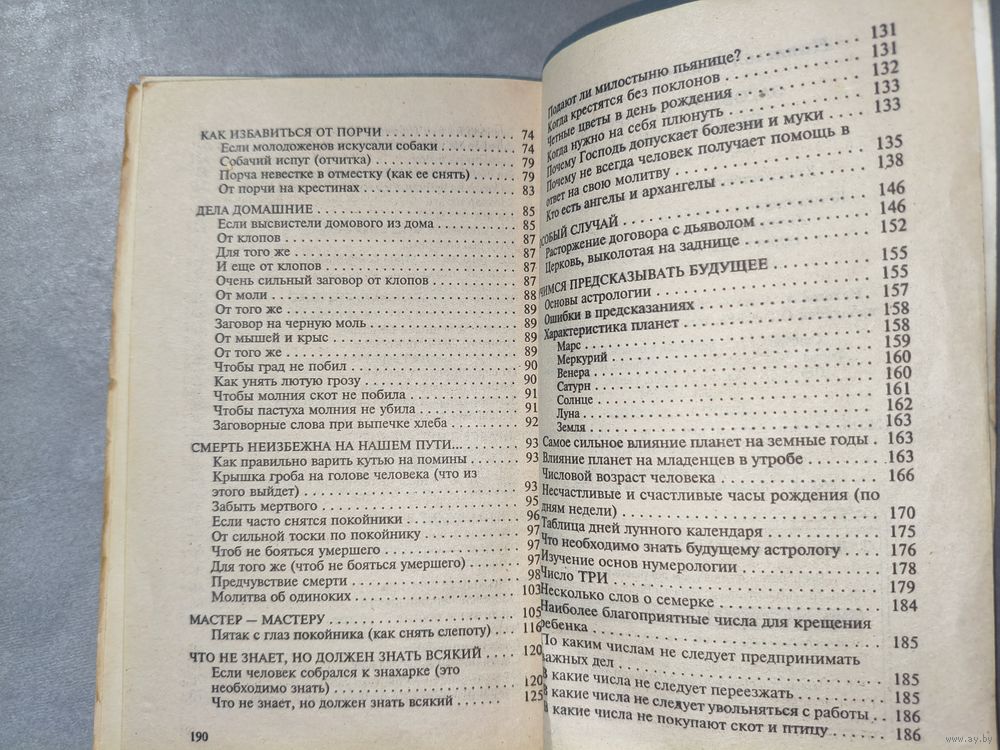 КАК ИЗБАВИТЬСЯ ОТ ПОРЧИ 74
Если молодоженов искусали собаки 74
Собачий испуг (отчитка) 79
Порча невестке в отместку (как ее снять) 79
От порчи на крестинах 83
ДЕЛА ДОМАШНИЕ 85
Если высвистели домового из дома 85
От клопов 87
Для того же 87
И еще от клопов 87
Очень сильный заговор от клопов 87
От моли 88
От того же 89
Заговор на черную моль 89
От мышей и крыс 89
От того же 89
Чтобы град не побил 90
Как унять лютую грозу 90
Чтобы молния скот не побила 91
Чтобы пастуха молния не убила 91
Заговорные слова при выпечке хлеба 92
СМЕРТЬ НЕИЗБЕЖНА НА НАШЕМ ПУТИ... 93
Как правильно варить кутью на помины 93
Крышка гроба на голове человека (что из
этого выйдет) 93
Забыть мертвого 95
Если часто снятся покойники 96
От сильной тоски по покойнику 97
Чтоб не бояться умершего 97
Для того же (чтоб не бояться умершего) 97
Предчувствие смерти 98
Молитва об одиноких 103
МАСТЕР — МАСТЕРУ 105
Пятак с глаз покойника (как снять слепоту) 116
ЧТО НЕ ЗНАЕТ, НО ДОЛЖЕН ЗНАТЬ ВСЯКИЙ 120
Если человек собрался к знахарке (это
необходимо знать) 120
Что не знает, но должен знать всякий 125
190
Подают ли милостыню пьянице? 131
Когда крестятся без поклонов 131
Четные цветы в день рождения 132
Когда нужно на себя плюнуть 133
Почему Господь допускает болезни и муки 133
Почему не всегда человек получает помощь в
ответ на свою молитву 135
Кто есть ангелы и архангелы 138
ОСОБЫЙ СЛУЧАЙ 146
Расторжение договора с дьяволом 146
Церковь, выколотая на заднице 152
УЧИМСЯ ПРЕДСКАЗЫВАТЬ БУДУЩЕЕ 155
Основы астрологии 155
Ошибки в предсказаниях 157
Характеристика планет 158
Марс 158
Меркурий 159
Венера 160
Сатурн 160
Солнце 161
Луна 162
Земля 163
Самое сильное влияние планет на земные годы 163
Влияние планет на младенцев в утробе 163
Числовой возраст человека 166
Несчастливые и счастливые часы рождения (по
дням недели) 170
Таблица дней лунного календаря 175
Что необходимо знать будущему астрологу 176
Изучение основ нумерологии 178
Число ТРИ 179
Несколько слов о семерке 184
Наиболее благоприятные числа для крещения
ребенка 185
По каким числам не следует предпринимать
важных дел 185
В какие числа не следует переезжать 185
В какие числа не следует увольняться с работы 186
В какие числа не покупают скот и птицу 186
www.ay.by